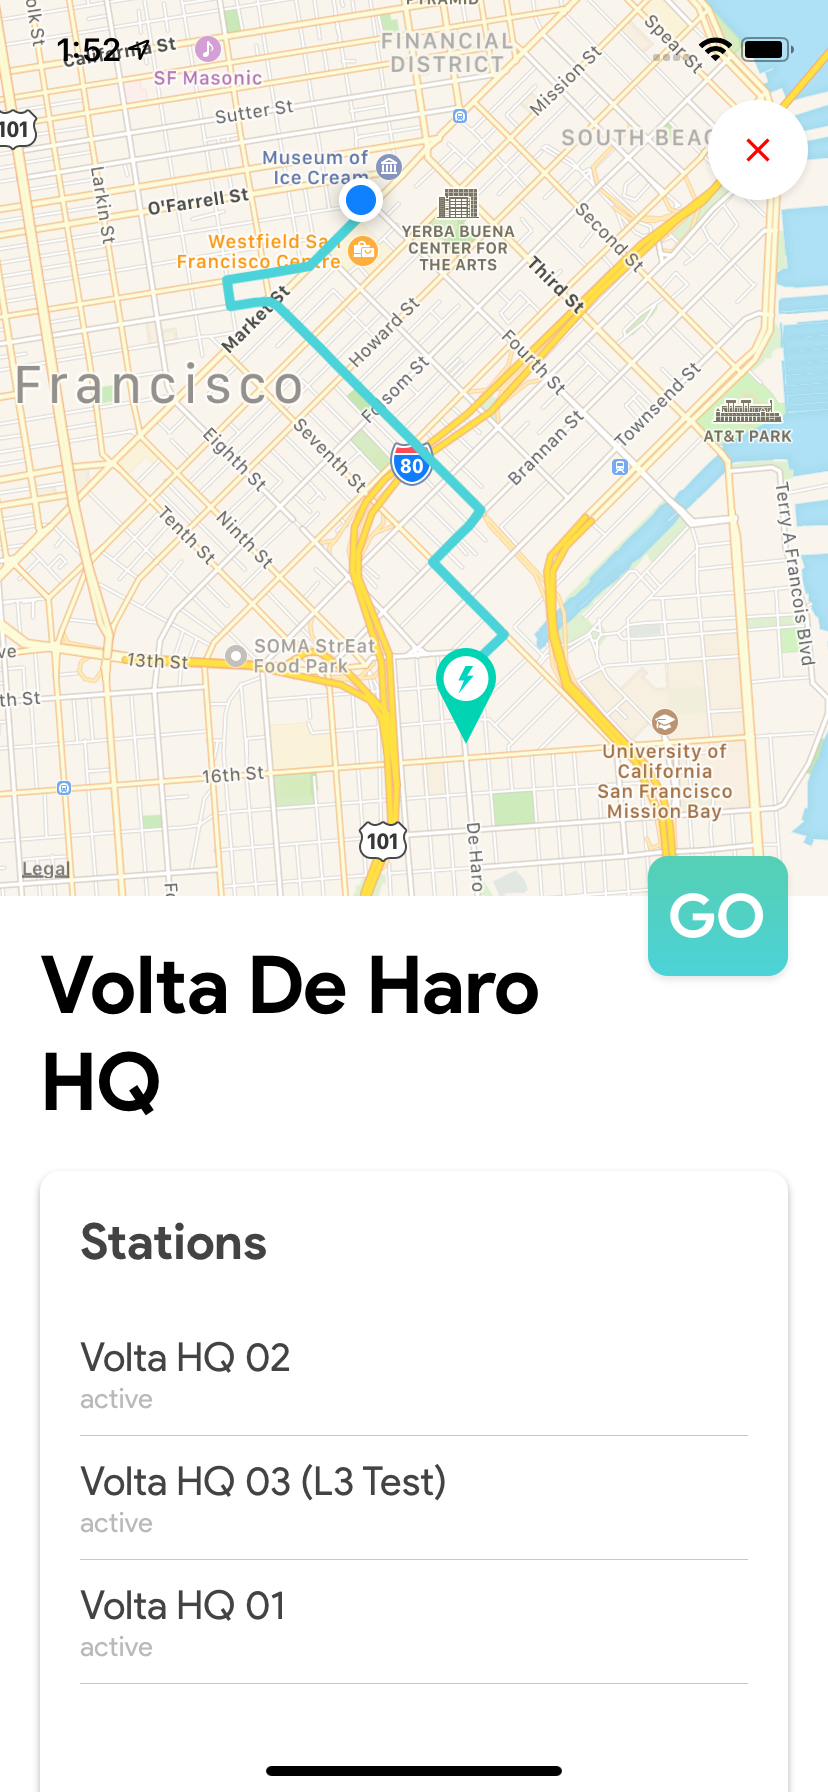 PYRAMID
olk St
1:52
California St
FINANCIAL
DISTRICT
Spear St
SF Masonic
Mission St
Sutter St
101
SOUTH BEAC
Museum of
Ice Cream
Larkin St
O'Farrell St
YERBA BUENA
CENTER FOR
THE ARTS
Second St
Westfield San
Francisco Centre
Third St
Market St
Howard St
Francisco
Folsom St
Fourth St
Townsend St
AT&T PARK
Eighth St
Seventh St
80
Brannan St
Tenth St
Ninth St
Terry A Francois Blvd
ve
13th St
SOMA StrEat
Food Park
th St
16th St
University of
California
San Francisco
Mission Bay
101
De Haro
Legal
Fo
GO
Volta De Haro
HQ
Stations
Volta HQ 02
active
Volta HQ 03 (L3 Test)
active
Volta HQ 01
active